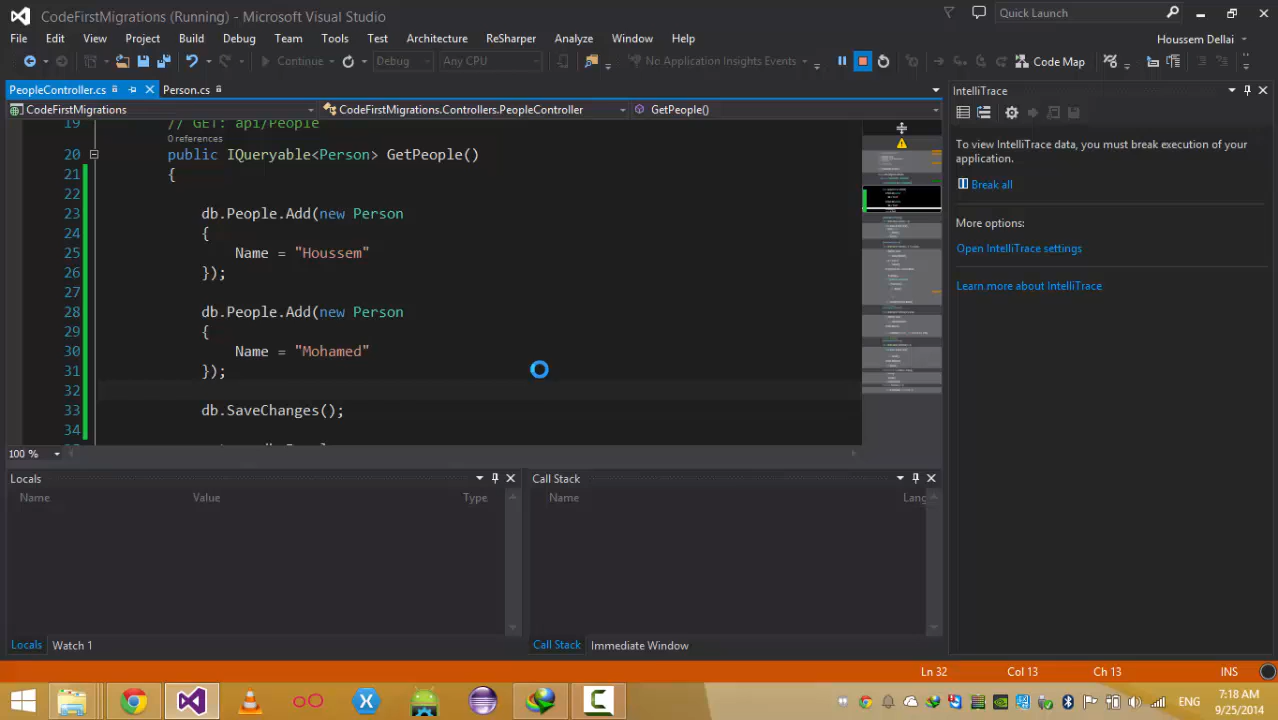 CodeFirstMigrations (Running) - Microsoft Visual Studio
Quick Launch
File Edit View Project Build Debug Team Tools Test Architecture ReSharper Analyze Window Help
Houssem Dellai
Continue Debug Any CPU No Application Insights Events Code Map
PeopleController.cs Person.cs
CodeFirstMigrations CodeFirstMigrations.Controllers.PeopleController GetPeople()
19 // GET: api/People
0 references
20 public IQueryable<Person> GetPeople()
21 {
22
23 db.People.Add(new Person
24 {
25 Name = "Houssem"
26 });
27
28 db.People.Add(new Person
29 {
30 Name = "Mohamed"
31 });
32
33 db.SaveChanges();
34
100 %
IntelliTrace
To view IntelliTrace data, you must break execution of your
application.
Break all
More options:
Open IntelliTrace settings
Learn more about IntelliTrace
Locals
Name Value Type
Call Stack
Name Lang
Locals Watch 1
Call Stack Immediate Window
Ln 32 Col 13 Ch 13 INS
ENG
7:18 AM
9/25/2014